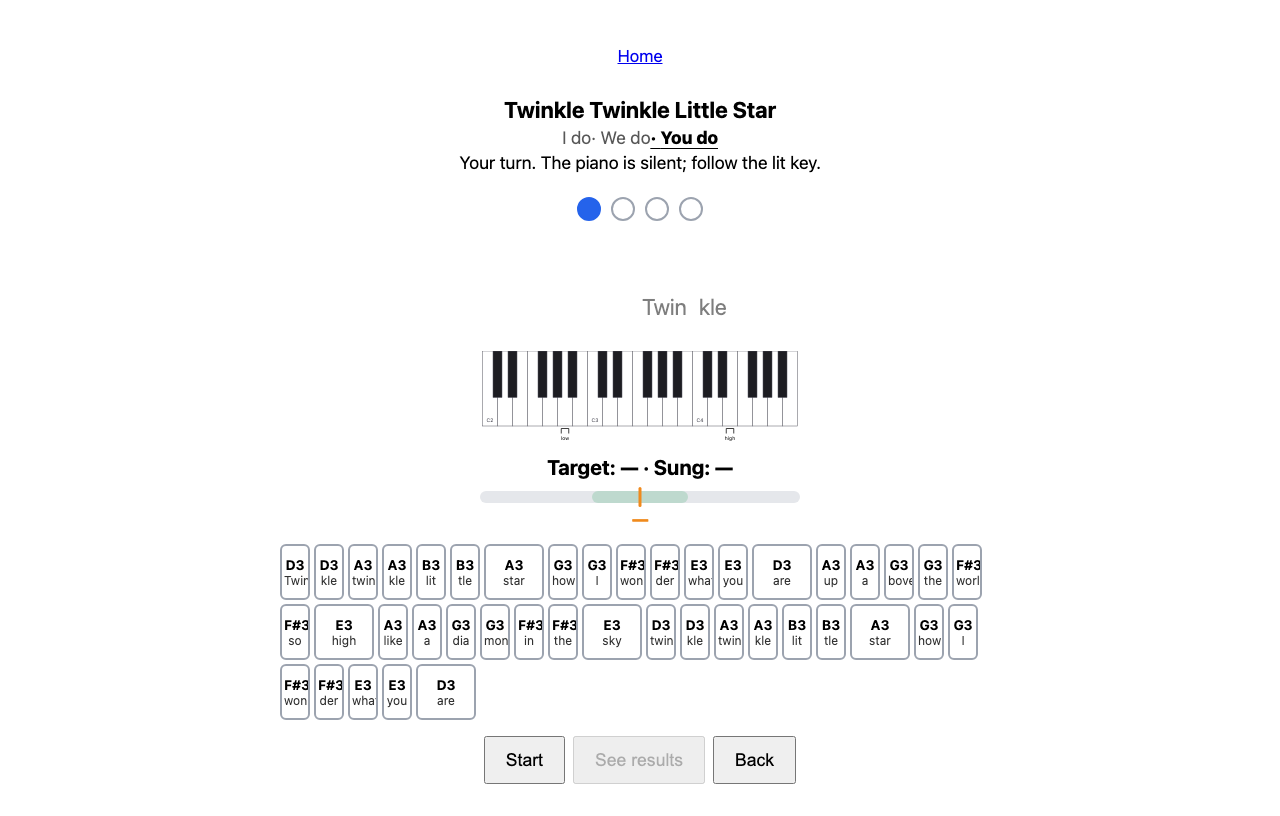 Home
Twinkle Twinkle Little Star
I do· We do· You do
Your turn. The piano is silent; follow the lit key.
Twin kle
C2 C3 C4
low high
Target: — · Sung: —
—
D3 D3 A3 A3 B3 B3 A3 G3 G3 F#3 F#3 E3 E3 D3 A3 A3 G3 G3 F#3
Twin kle twin kle lit tle star how I won der what you are up a bove the worl
F#3 E3 A3 A3 G3 G3 F#3 F#3 E3 D3 D3 A3 A3 B3 B3 A3 G3 G3
so high like a dia mon in the sky twin kle twin kle lit tle star how I
F#3 F#3 E3 E3 D3
won der what you are
Start See results Back